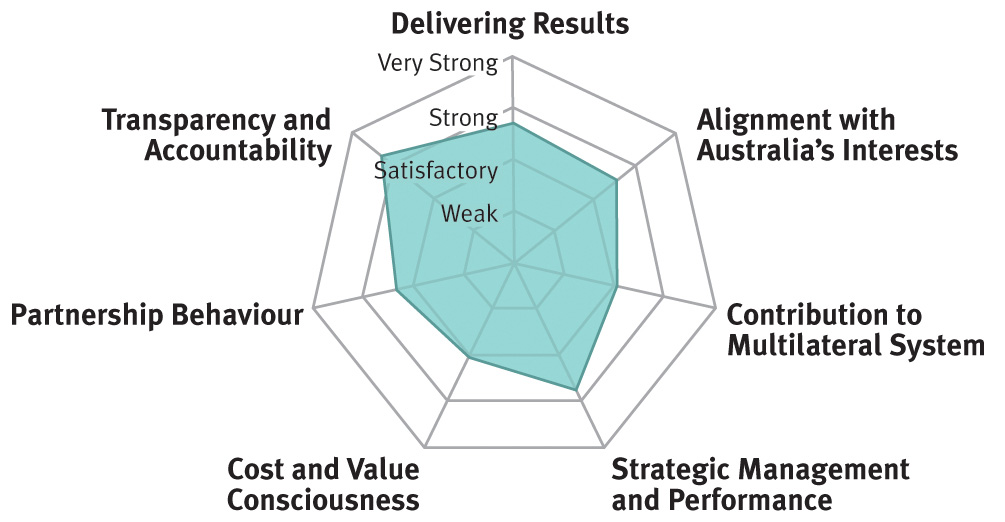 Delivering Results
Very Strong
Strong
Satisfactory
Weak
Alignment with
Australia’s Interests
Contribution to
Multilateral System
Strategic Management
and Performance
Cost and Value
Consciousness
Partnership Behaviour
Transparency and
Accountability